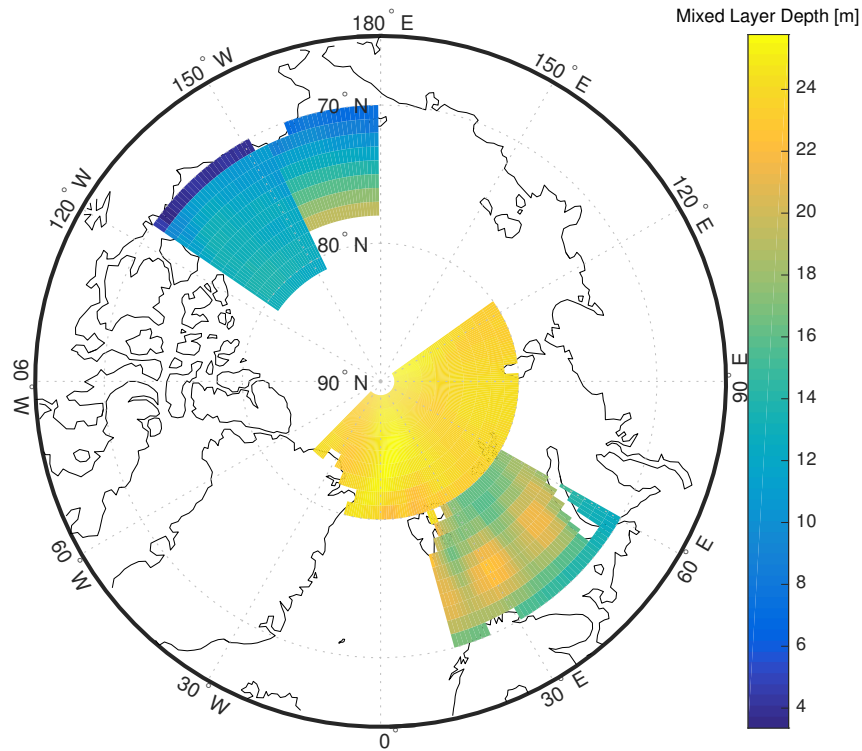 Mixed Layer Depth [m]
180° E
150° W
150° E
70° N
120° W
120° E
80° N
90° W
90° N
90° E
60° W
60° E
30° W
30° E
0°
24
22
20
18
16
14
12
10
8
6
4